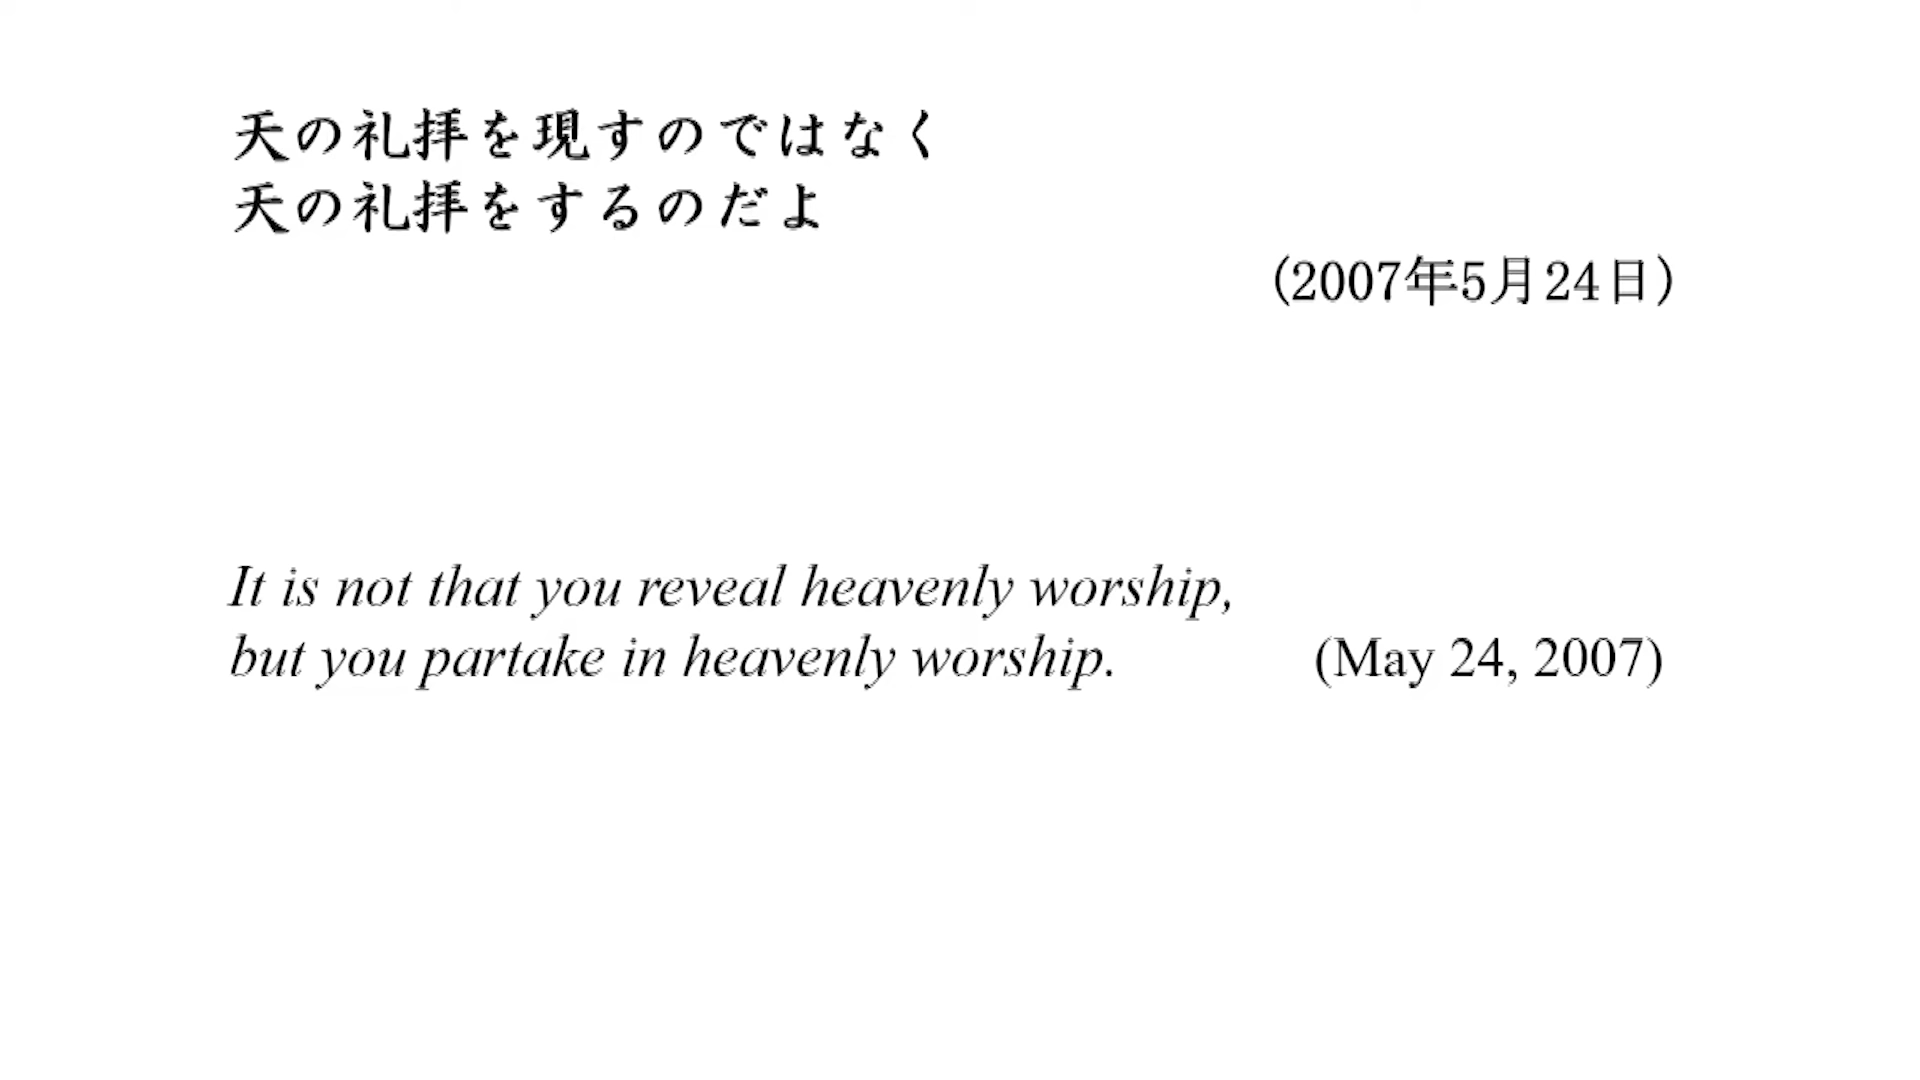 天の礼拝を現すのではなく
天の礼拝をするのだよ
(2007年5月24日)
It is not that you reveal heavenly worship,
but you partake in heavenly worship. (May 24, 2007)